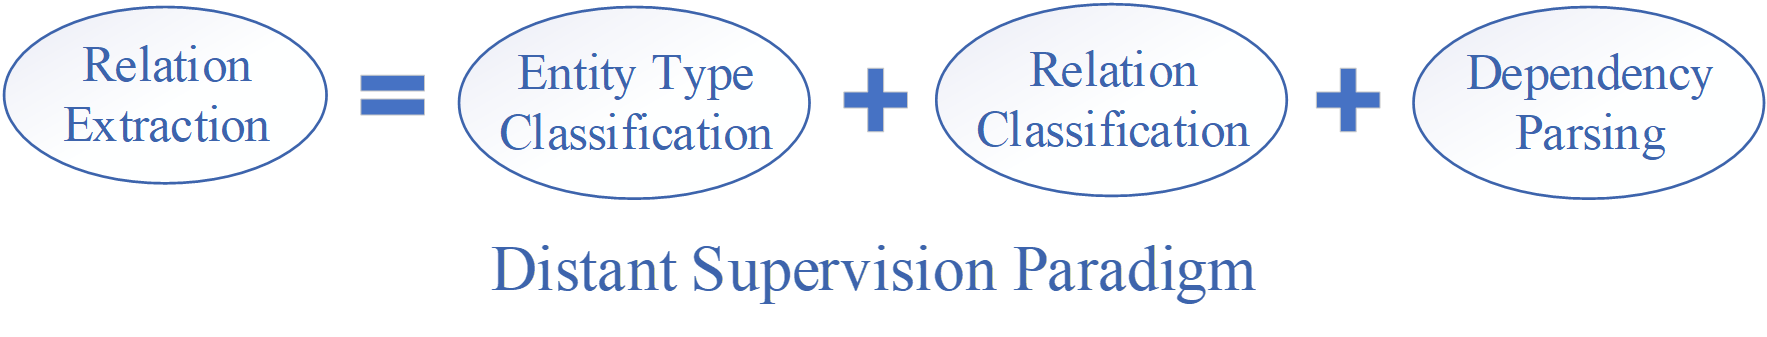 Relation
Extraction
=
Entity Type
Classification
+
Relation
Classification
+
Dependency
Parsing
Distant Supervision Paradigm